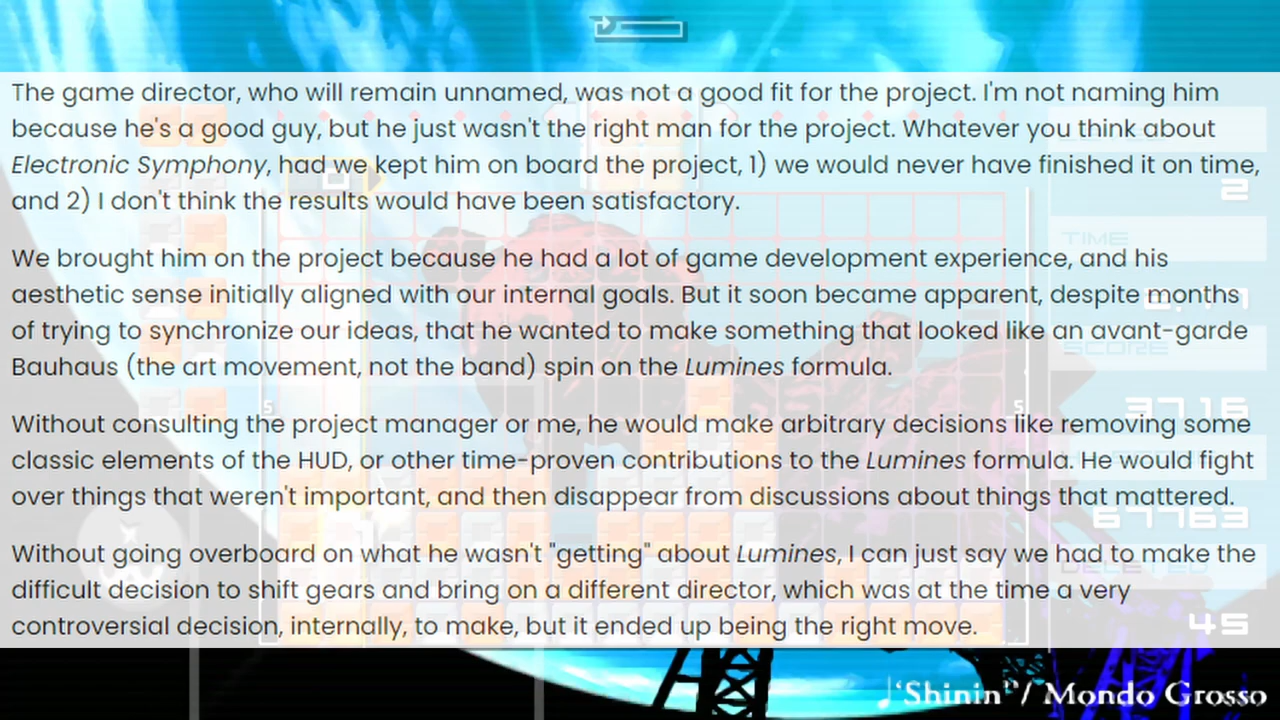 The game director, who will remain unnamed, was not a good fit for the project. I'm not naming him
because he's a good guy, but he just wasn't the right man for the project. Whatever you think about
Electronic Symphony, had we kept him on board the project, 1) we would never have finished it on time,
and 2) I don't think the results would have been satisfactory.
We brought him on the project because he had a lot of game development experience, and his
aesthetic sense initially aligned with our internal goals. But it soon became apparent, despite months
of trying to synchronize our ideas, that he wanted to make something that looked like an avant-garde
Bauhaus (the art movement, not the band) spin on the Lumines formula.
Without consulting the project manager or me, he would make arbitrary decisions like removing some
classic elements of the HUD, or other time-proven contributions to the Lumines formula. He would fight
over things that weren't important, and then disappear from discussions about things that mattered.
Without going overboard on what he wasn't "getting" about Lumines, I can just say we had to make the
difficult decision to shift gears and bring on a different director, which was at the time a very
controversial decision, internally, to make, but it ended up being the right move.
2
TIME
SCORE
3716
67763
DELETED
45
5
5
♩'Shinin'' / Mondo Grosso